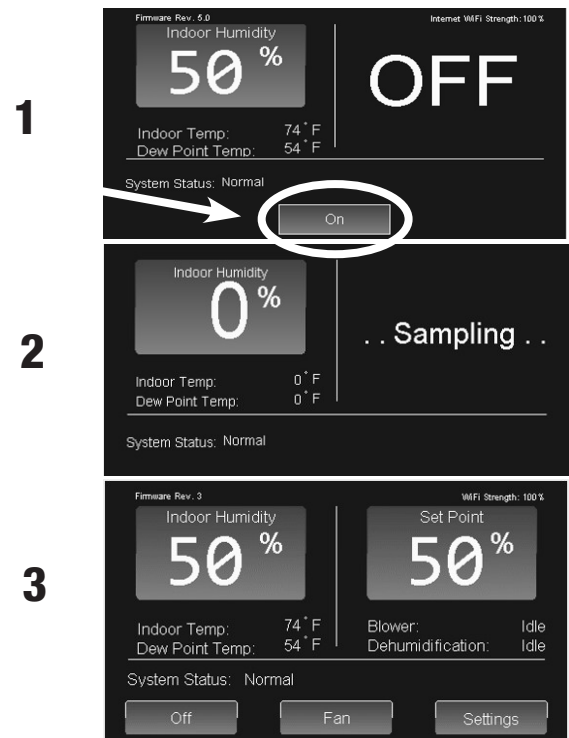 1
Firmware Rev. 5.0 Internet WiFi Strength: 100 %
Indoor Humidity
50 %
OFF
Indoor Temp: 74° F
Dew Point Temp: 54° F
System Status: Normal
On
2
Indoor Humidity
0 %
. . Sampling . .
Indoor Temp: 0° F
Dew Point Temp: 0° F
System Status: Normal
3
Firmware Rev. 3 WiFi Strength: 100 %
Indoor Humidity Set Point
50 % 50 %
Indoor Temp: 74° F Blower: Idle
Dew Point Temp: 54° F Dehumidification: Idle
System Status: Normal
Off Fan Settings